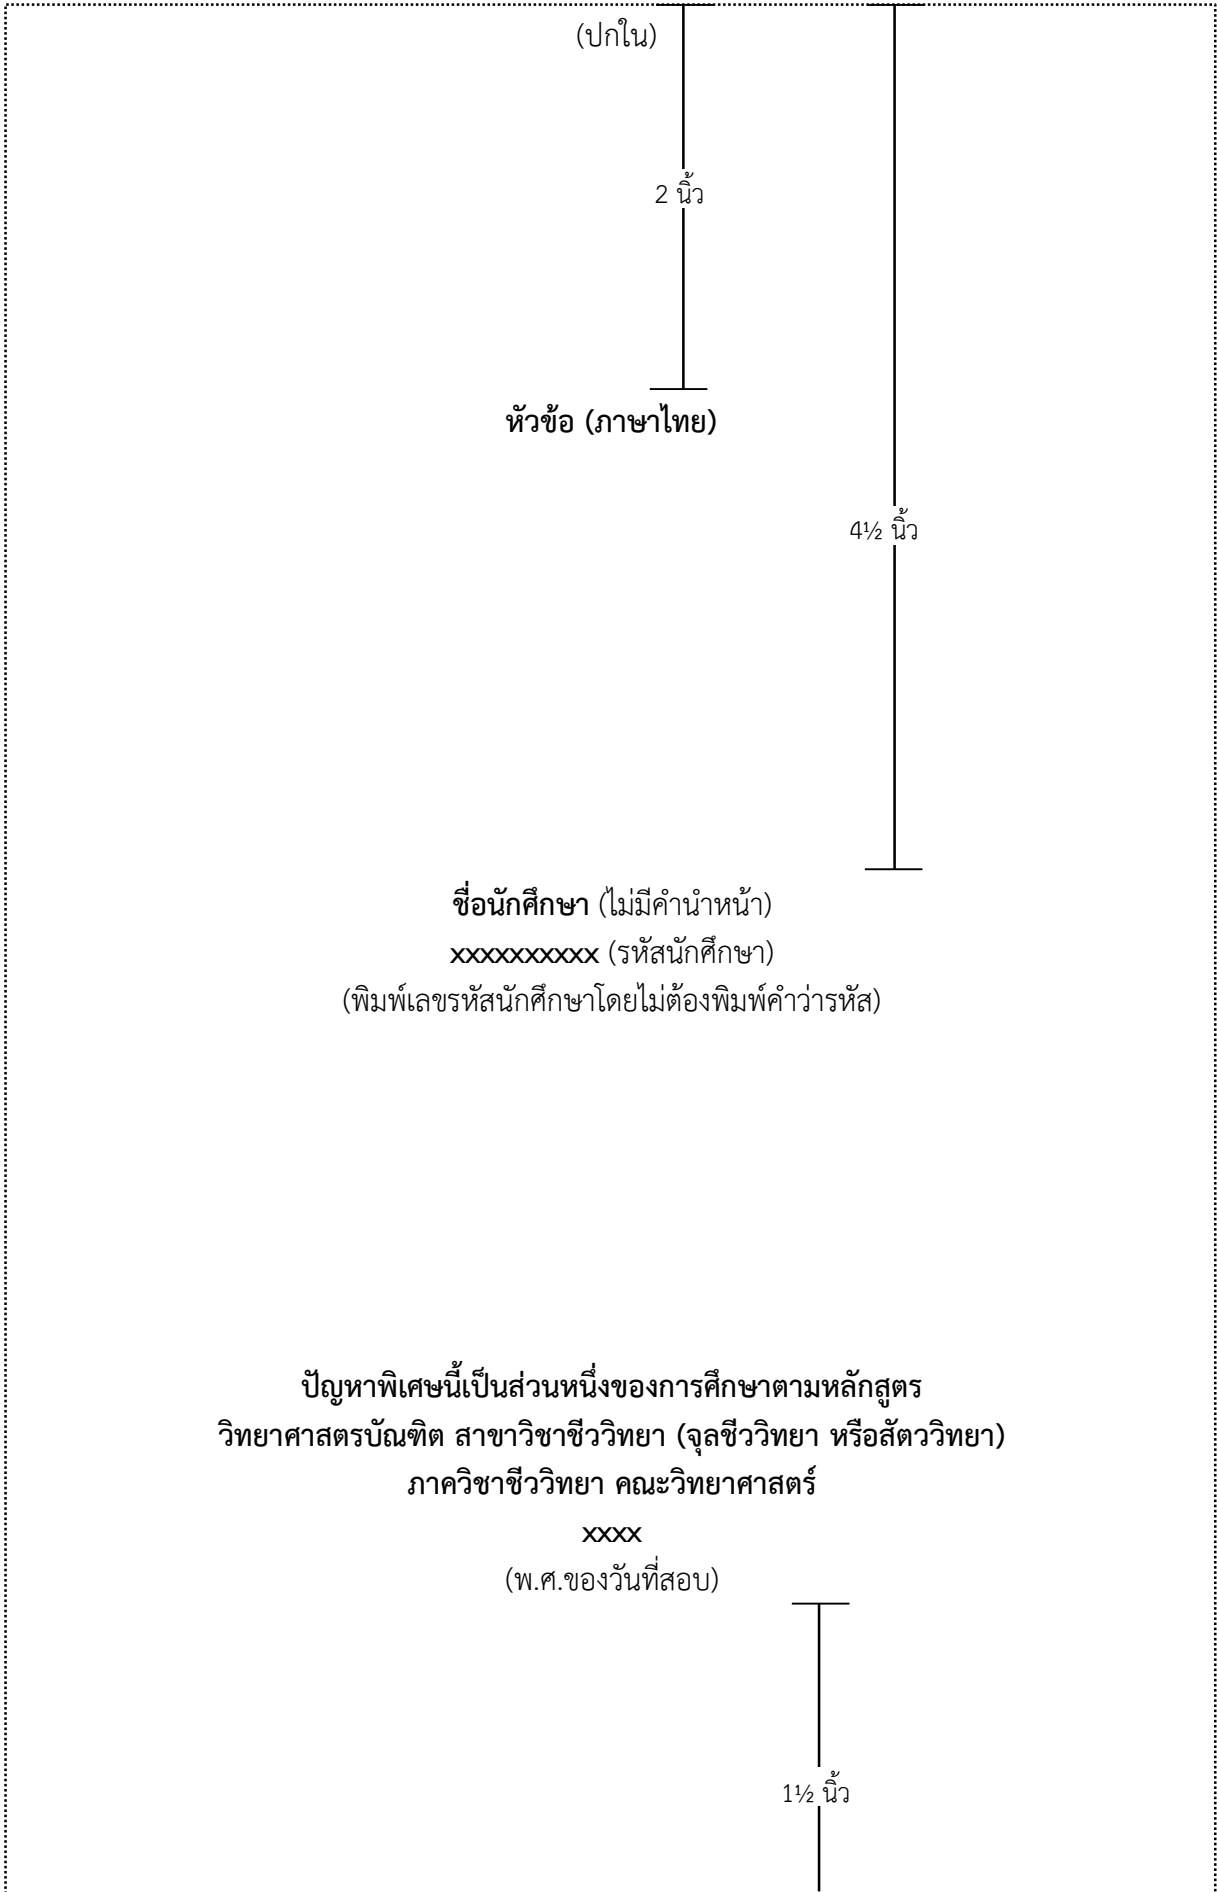 (ปกใน)
2 นิ้ว
หัวข้อ (ภาษาไทย)
4½ นิ้ว
ชื่อนักศึกษา (ไม่มีคำนำหน้า)
xxxxxxxxxx (รหัสนักศึกษา)
(พิมพ์เลขรหัสนักศึกษาโดยไม่ต้องพิมพ์คำว่ารหัส)
ปัญหาพิเศษนี้เป็นส่วนหนึ่งของการศึกษาตามหลักสูตร
วิทยาศาสตรบัณฑิต สาขาวิชาชีววิทยา (จุลชีววิทยา หรือสัตววิทยา)
ภาควิชาชีววิทยา คณะวิทยาศาสตร์
xxxx
(พ.ศ.ของวันที่สอบ)
1½ นิ้ว